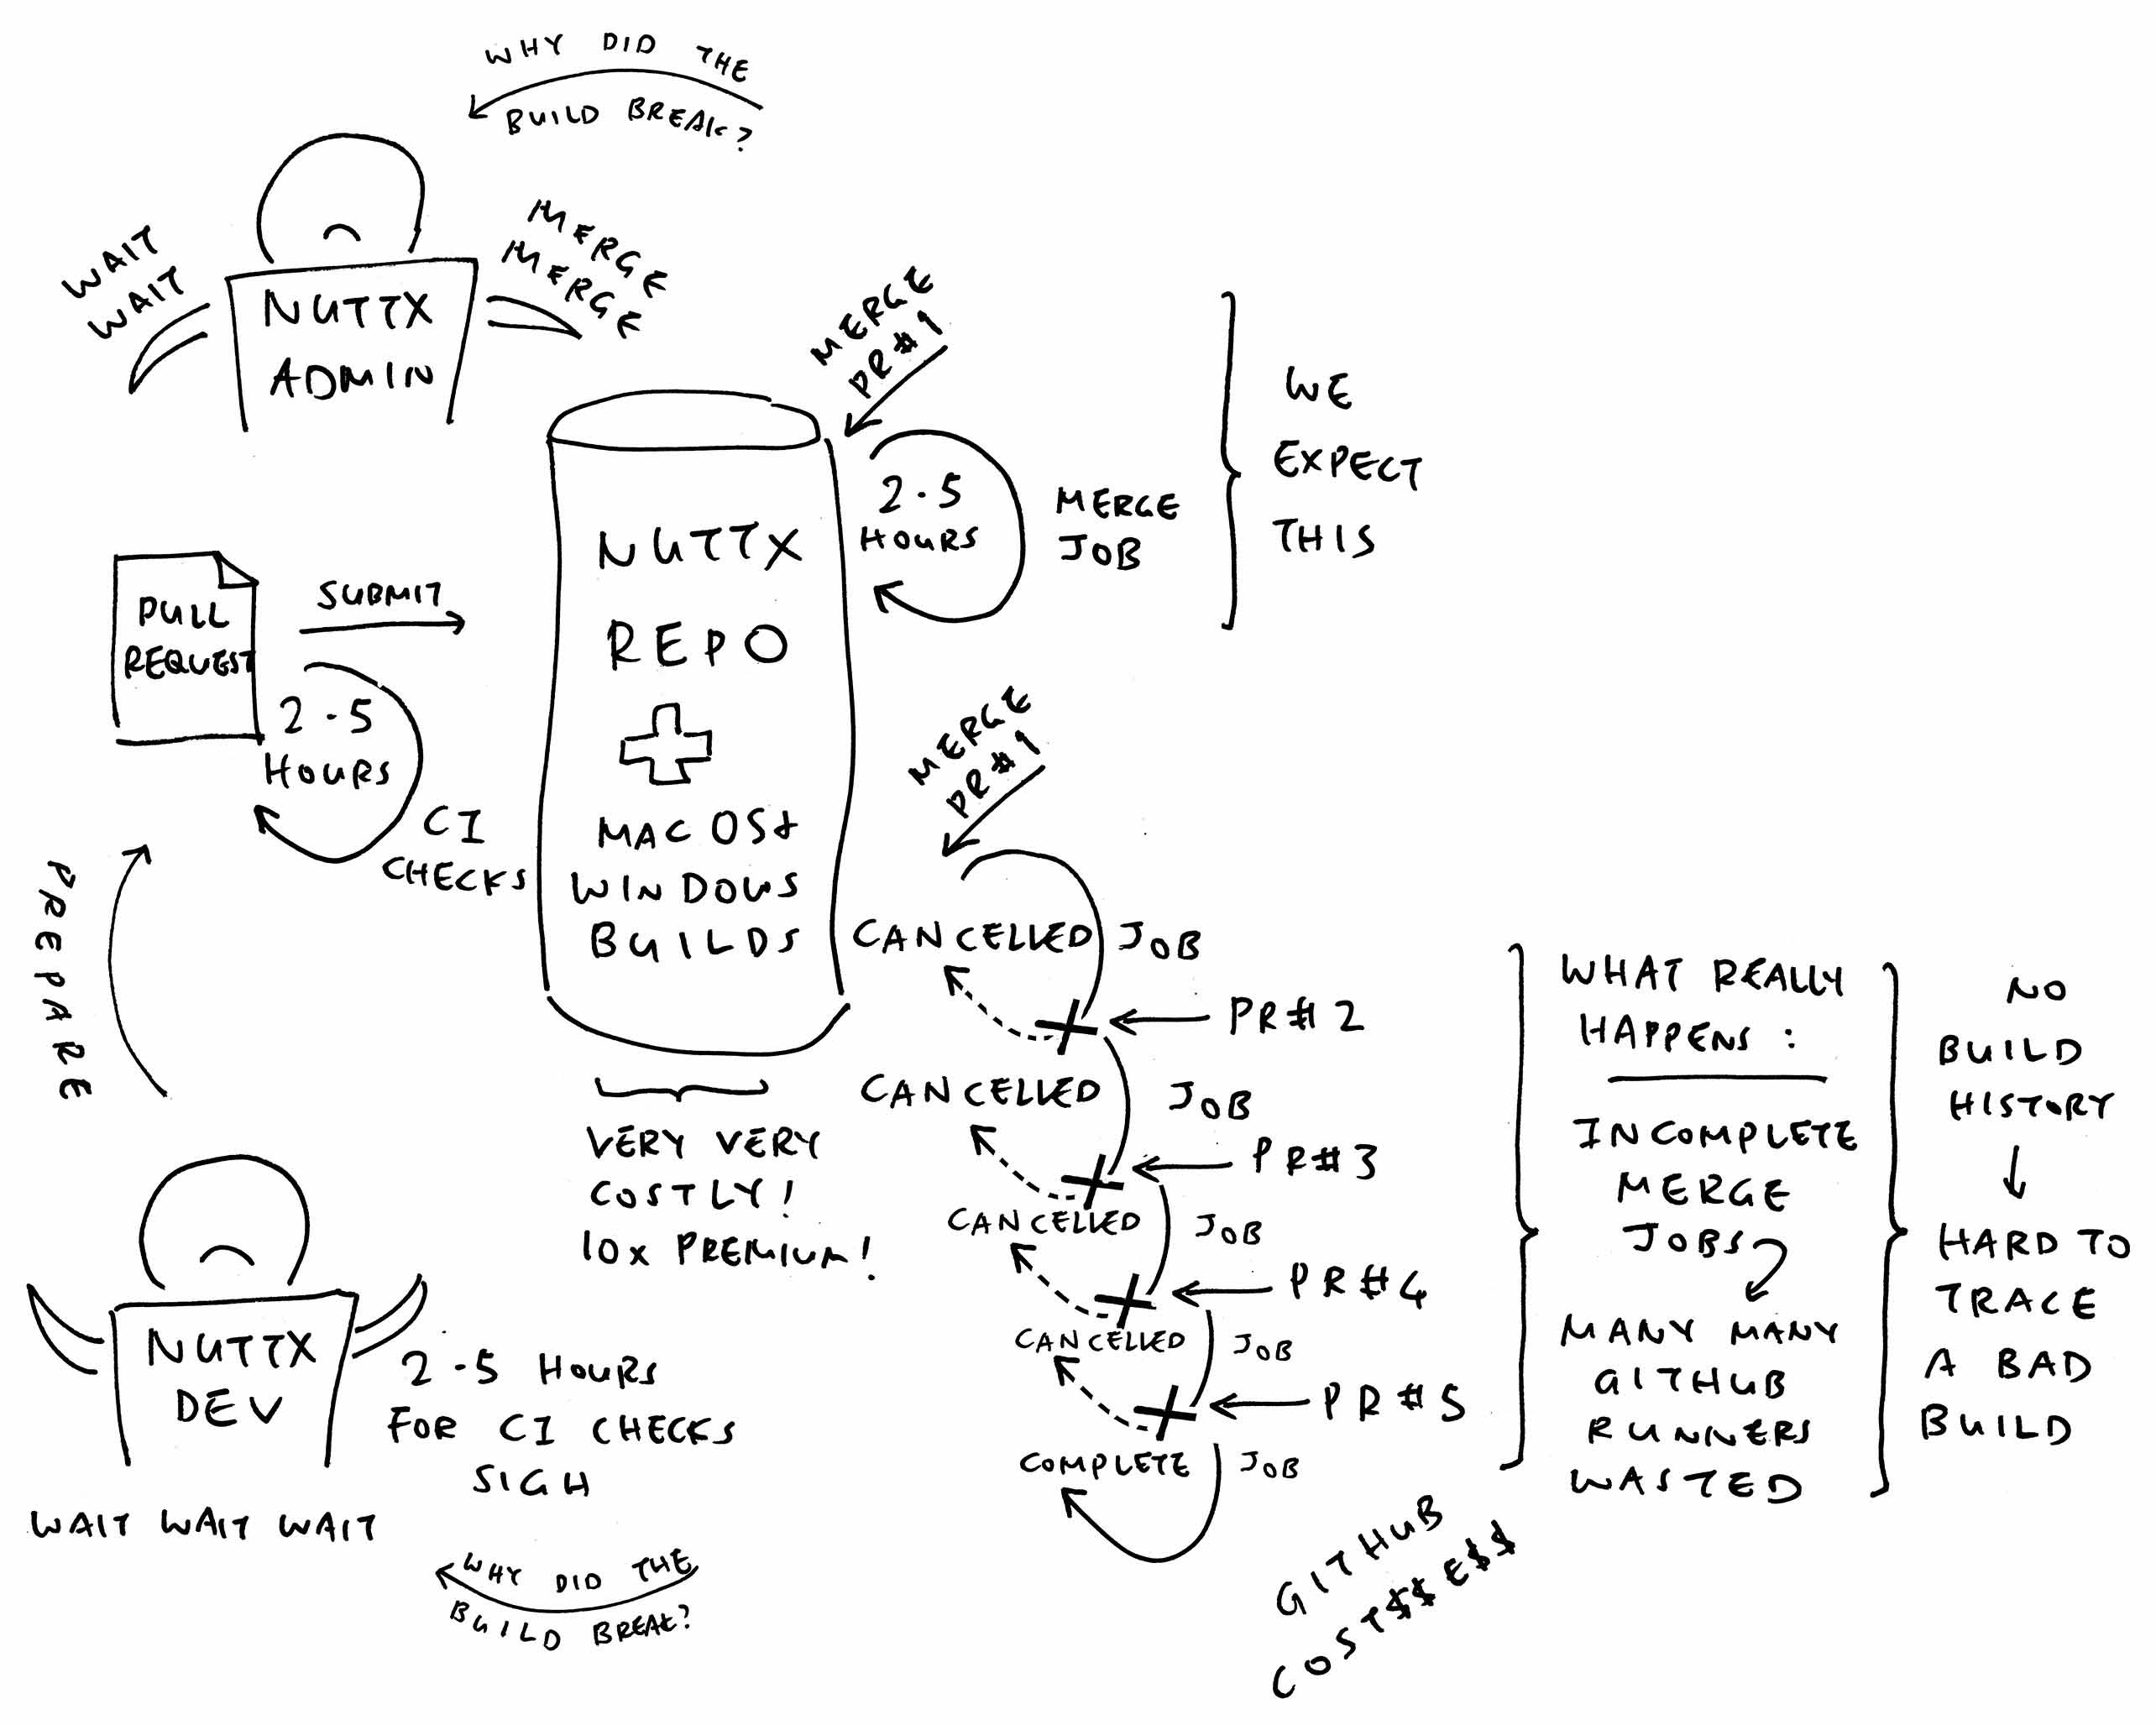 WHY DID THE
BUILD BREAK?
WAIT
WAIT
MERGE
MERGE
NUTTX
ADMIN
MERGE
PR#1
2.5
HOURS
MERGE
JOB
WE
EXPECT
THIS
PULL
REQUEST
SUBMIT
2.5
HOURS
CI
CHECKS
PREPARE
NUTTX
REPO
+
MACOS+
WINDOWS
BUILDS
VERY VERY
COSTLY!
10X PREMIUM!
MERGE
PR#1
CANCELLED JOB
PR#2
CANCELLED JOB
PR#3
CANCELLED JOB
PR#4
CANCELLED JOB
PR#5
COMPLETE JOB
WHAT REALLY
HAPPENS:
INCOMPLETE
MERGE
JOBS
MANY MANY
GITHUB
RUNNERS
WASTED
NO
BUILD
HISTORY
HARD TO
TRACE
A BAD
BUILD
NUTTX
DEV
2.5 HOURS
FOR CI CHECKS
SIGH
WAIT WAIT WAIT
WHY DID THE
BUILD BREAK?
GITHUB
COST$$E$$